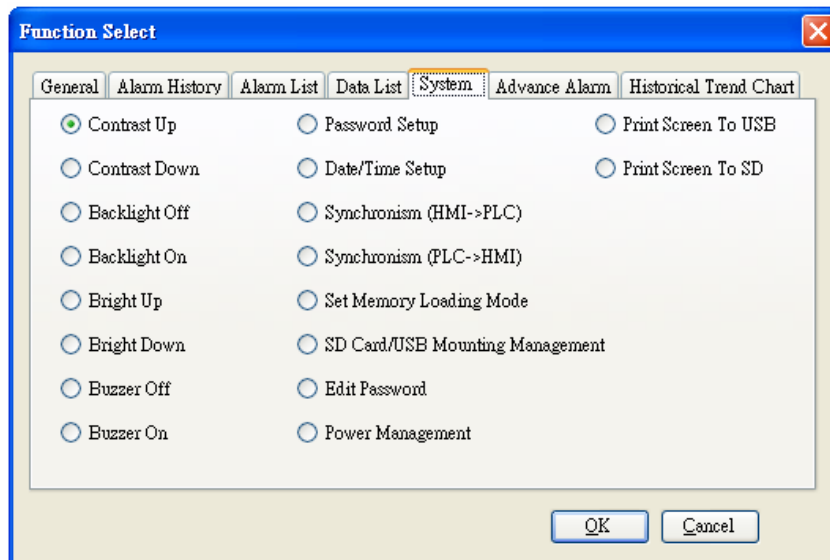 Function Select
General Alarm History Alarm List Data List System Advance Alarm Historical Trend Chart
Contrast Up Password Setup Print Screen To USB
Contrast Down Date/Time Setup Print Screen To SD
Backlight Off Synchronism (HMI->PLC)
Backlight On Synchronism (PLC->HMI)
Bright Up Set Memory Loading Mode
Bright Down SD Card/USB Mounting Management
Buzzer Off Edit Password
Buzzer On Power Management
OK Cancel